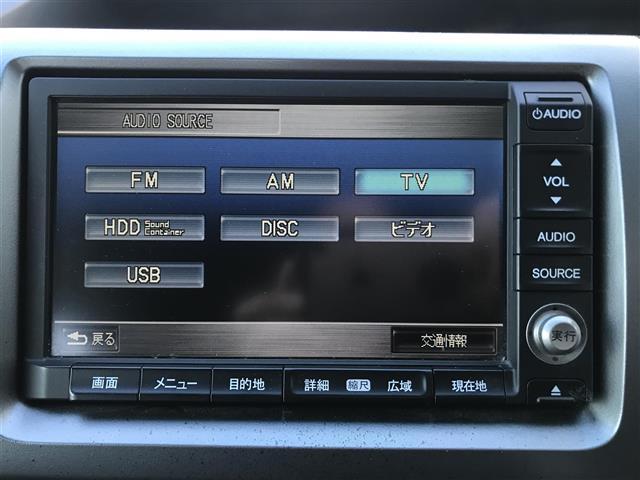 AUDIO SOURCE
AUDIO
FM AM TV
VOL
HDD Sound Container DISC ビデオ
AUDIO
USB
SOURCE
戻る 交通情報
実行
画面 メニュー 目的地 詳細 縮尺 広域 現在地